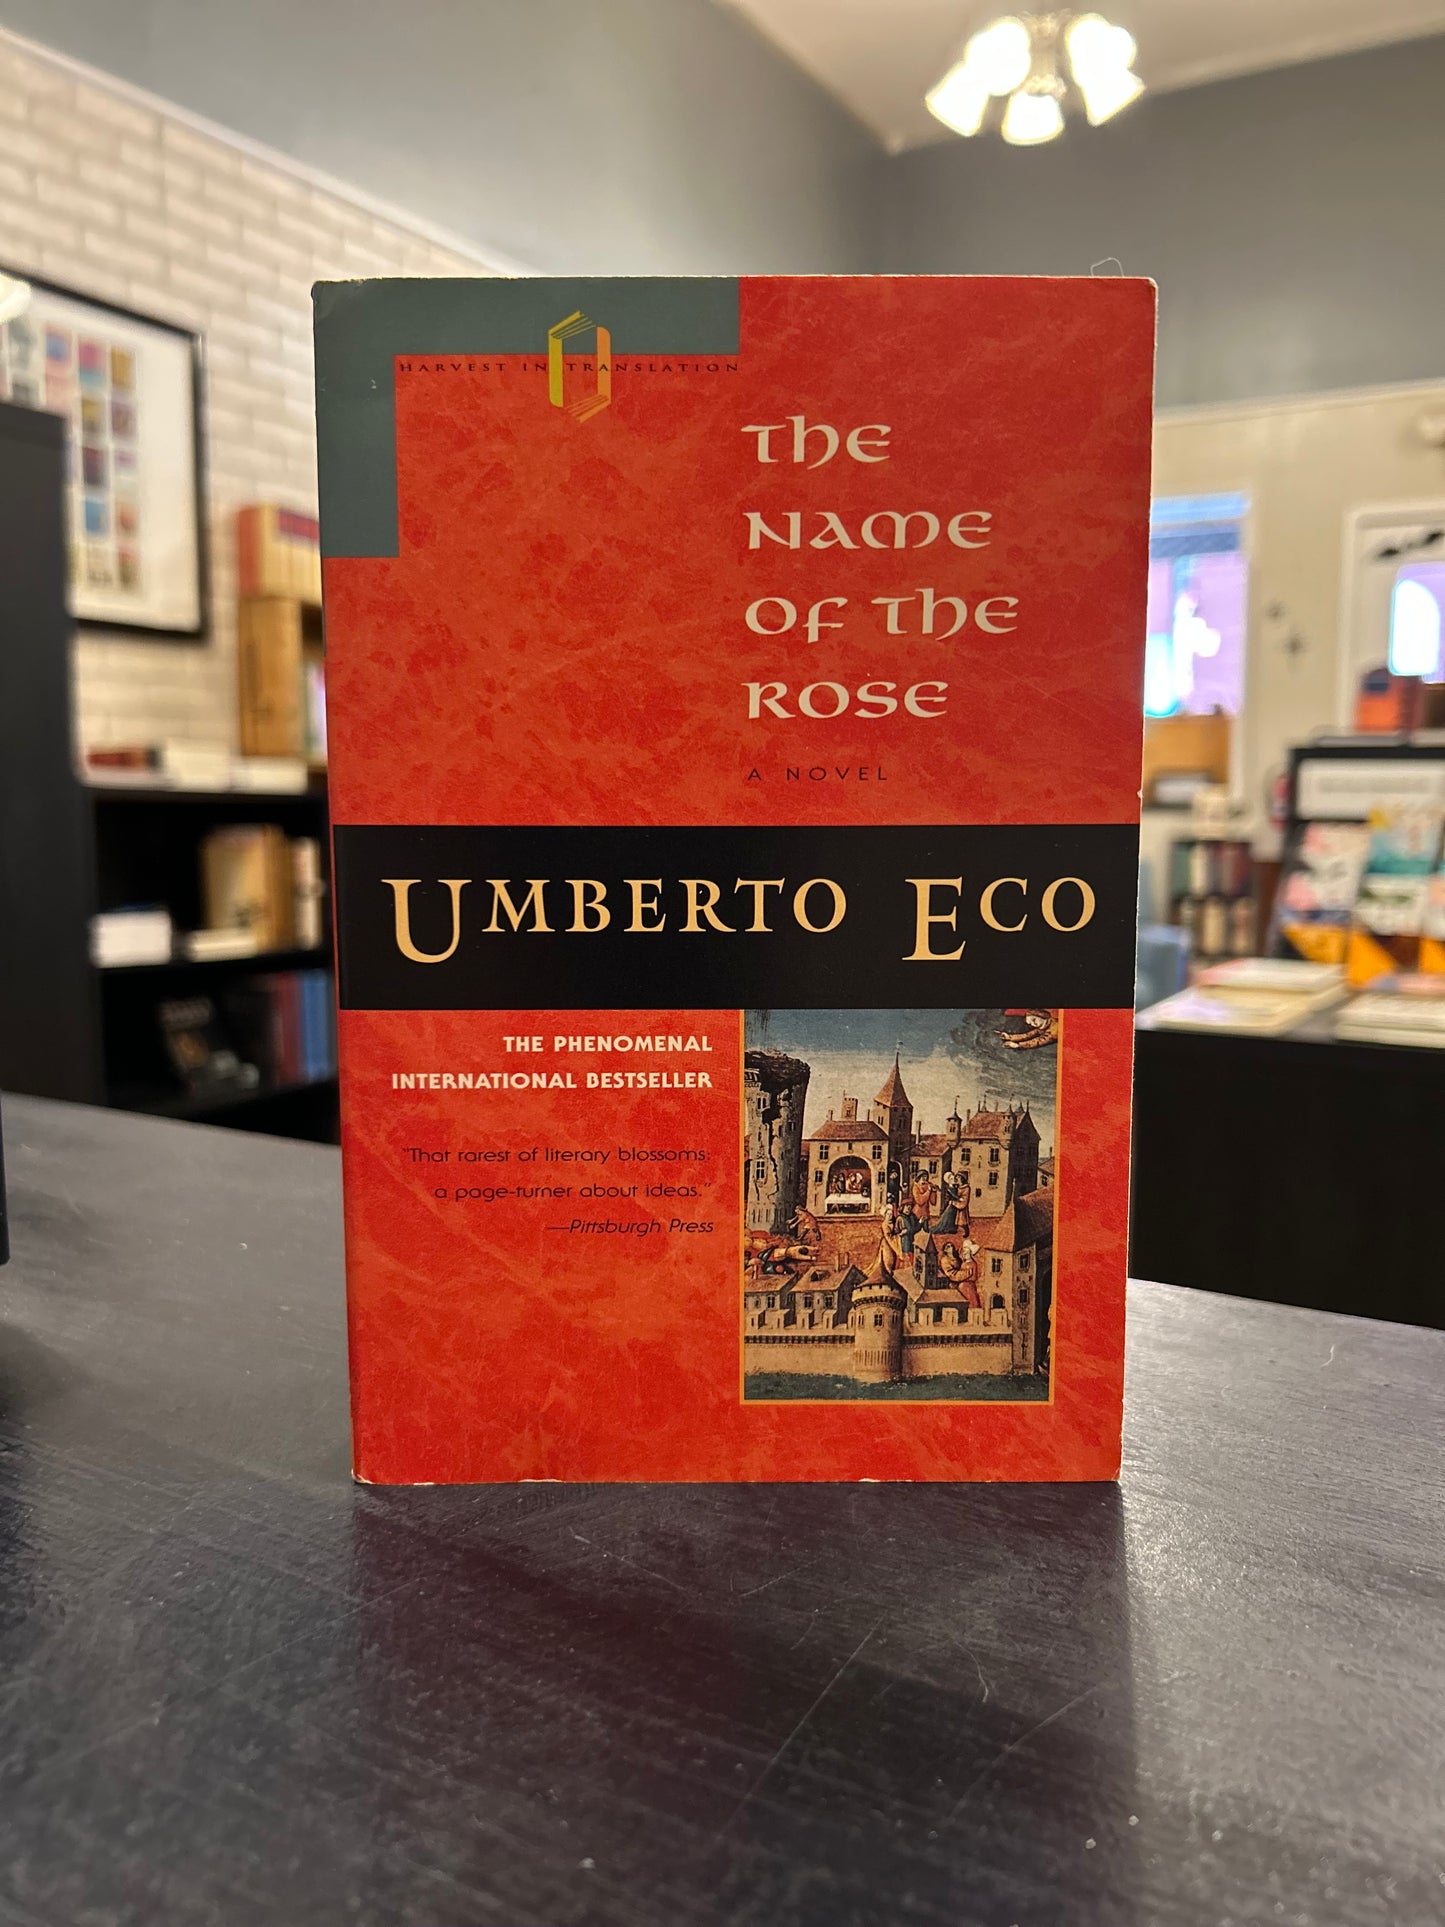 HARVEST IN TRANSLATION
THE
NAME
OF THE
ROSE
A NOVEL
UMBERTO ECO
THE PHENOMENAL
INTERNATIONAL BESTSELLER
"That rarest of literary blossoms:
a page-turner about ideas."
—Pittsburgh Press